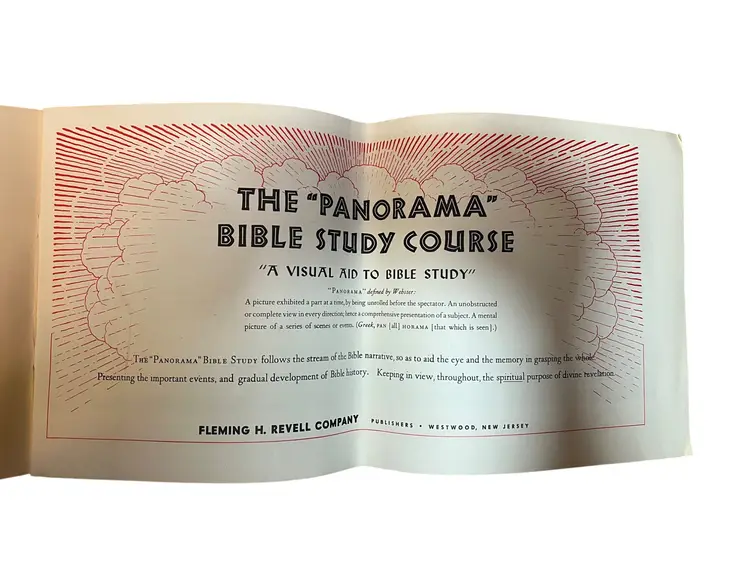 THE "PANORAMA"
BIBLE STUDY COURSE
"A VISUAL AID TO BIBLE STUDY"
"PANORAMA" defined by Webster:
A picture exhibited a part at a time, by being unrolled before the spectator. An unobstructed
or complete view in every direction; hence a comprehensive presentation of a subject. A mental
picture of a series of scenes or events. (Greek, PAN [all] HORAMA [that which is seen].)
The "PANORAMA" BIBLE STUDY follows the stream of the Bible narrative, so as to aid the eye and the memory in grasping the whole.
Presenting the important events, and gradual development of Bible history. Keeping in view, throughout, the spiritual purpose of divine revelation.
FLEMING H. REVELL COMPANY PUBLISHERS • WESTWOOD, NEW JERSEY